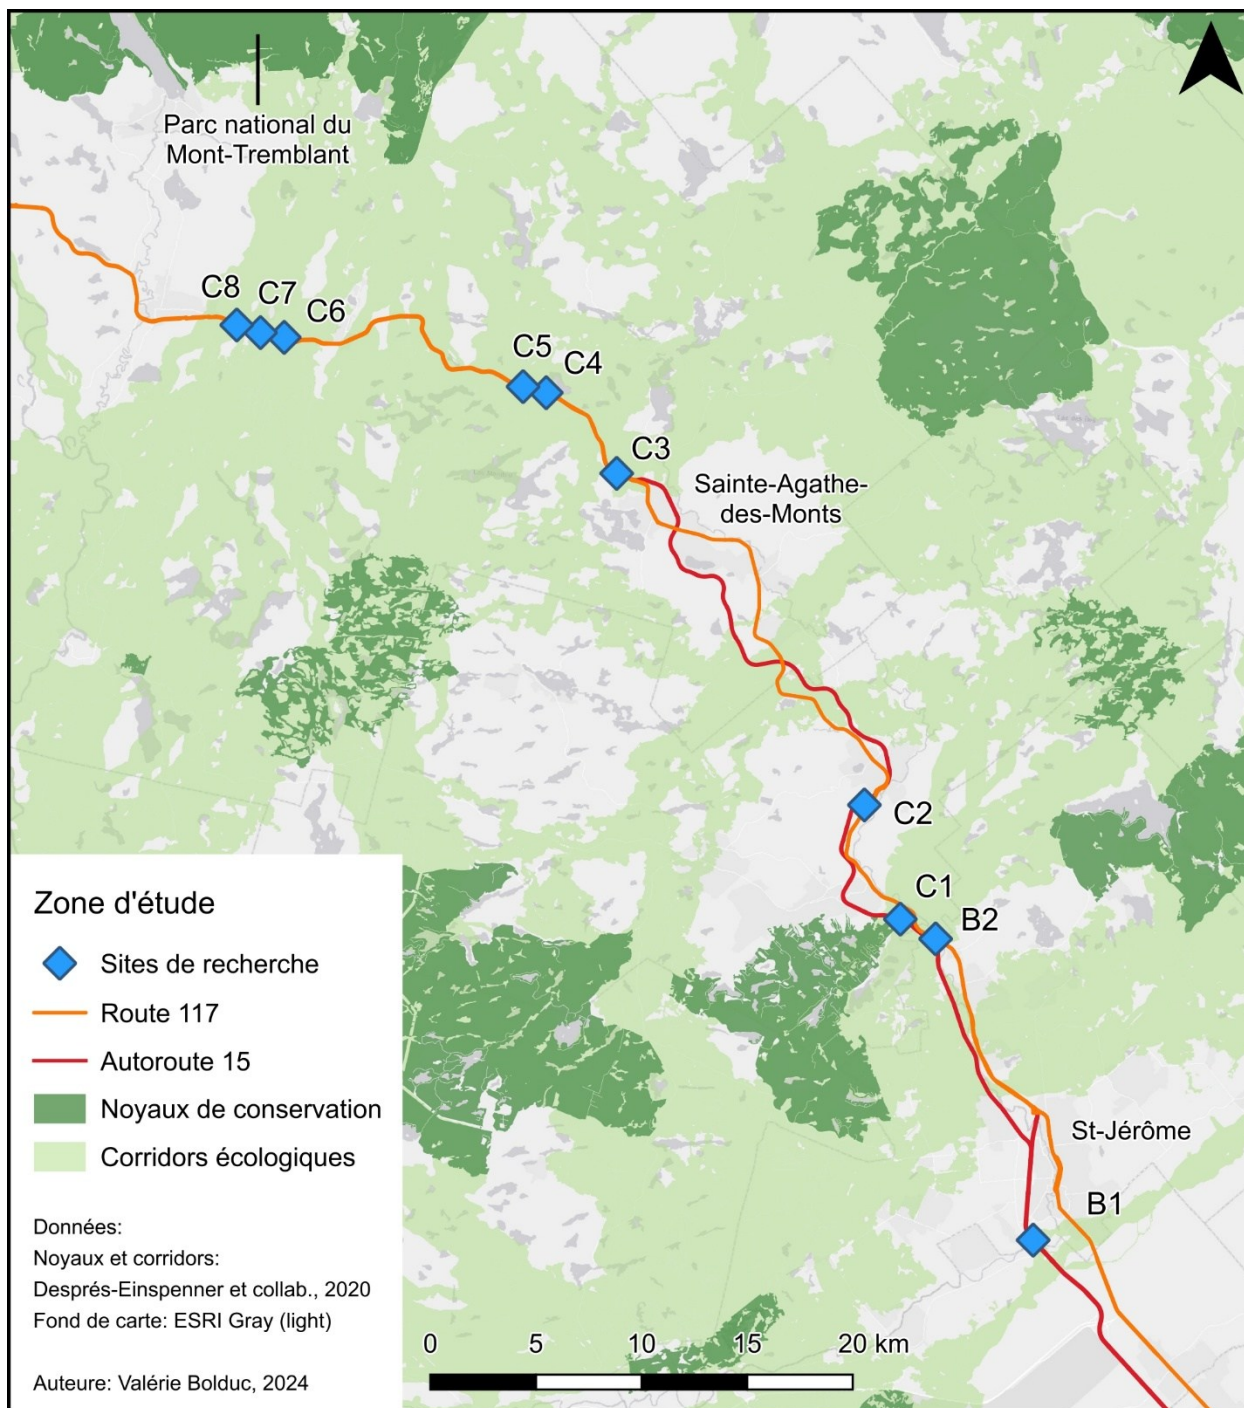 Parc national du
Mont-Tremblant
C8
C7
C6
C5
C4
C3
Sainte-Agathe-
des-Monts
C2
C1
B2
St-Jérôme
B1
Zone d'étude
Sites de recherche
Route 117
Autoroute 15
Noyaux de conservation
Corridors écologiques
Données:
Noyaux et corridors:
Després-Einspenner et collab., 2020
Fond de carte: ESRI Gray (light)
Auteure: Valérie Bolduc, 2024
0 5 10 15 20 km